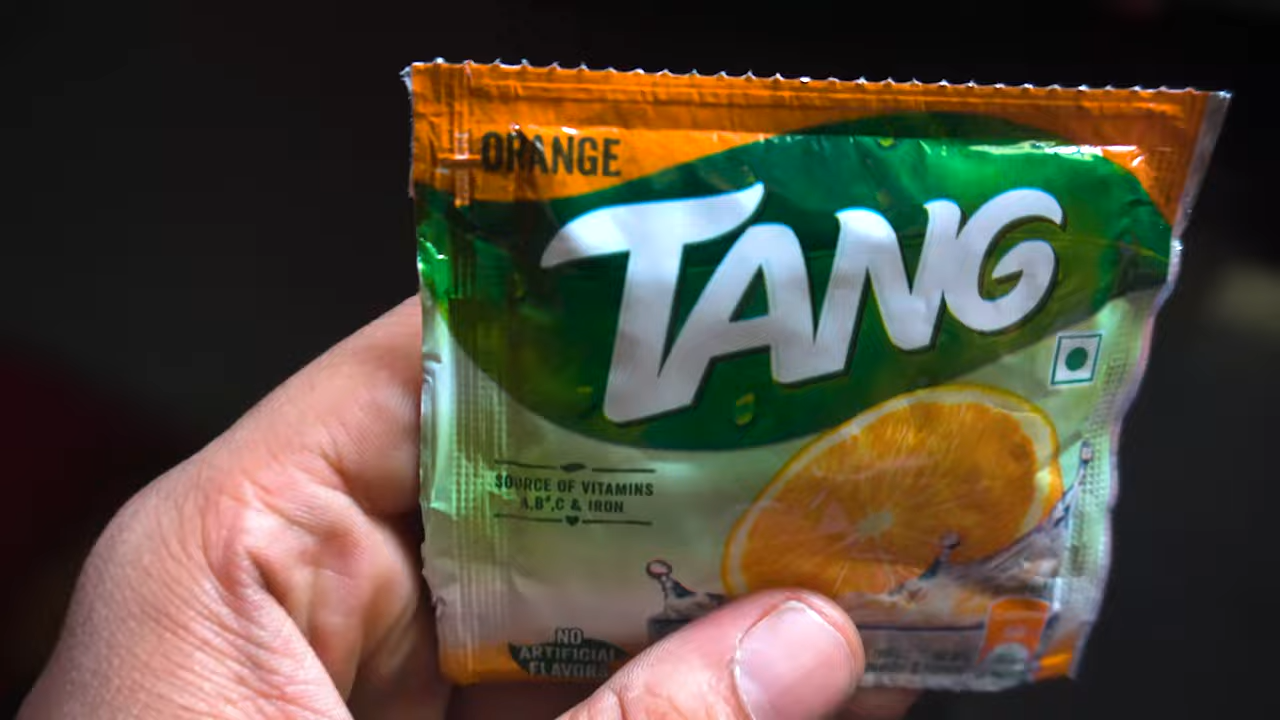 ORANGE
TANG
SOURCE OF VITAMINS
A,B*,C & IRON
NO
ARTIFICIAL
FLAVORS